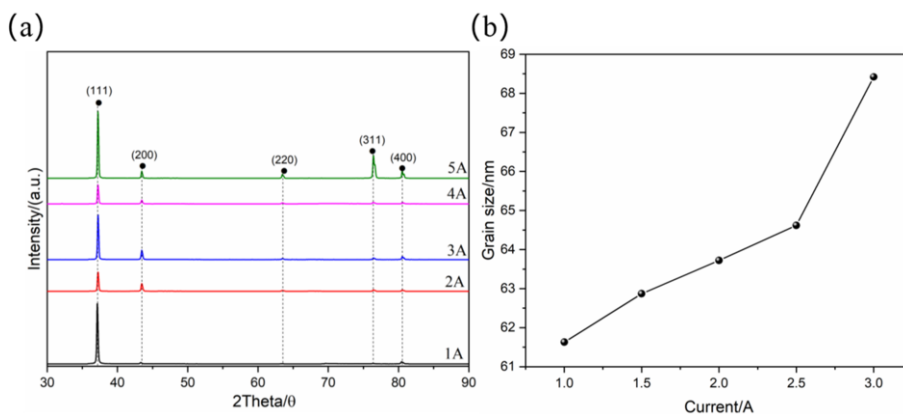 (a)
(111)
(200)
(220)
(311)
(400)
5A
4A
3A
2A
1A
Intensity/(a.u.)
30 40 50 60 70 80 90
2Theta/θ
(b)
69
68
67
66
65
64
63
62
61
Grain size/nm
1.0 1.5 2.0 2.5 3.0
Current/A